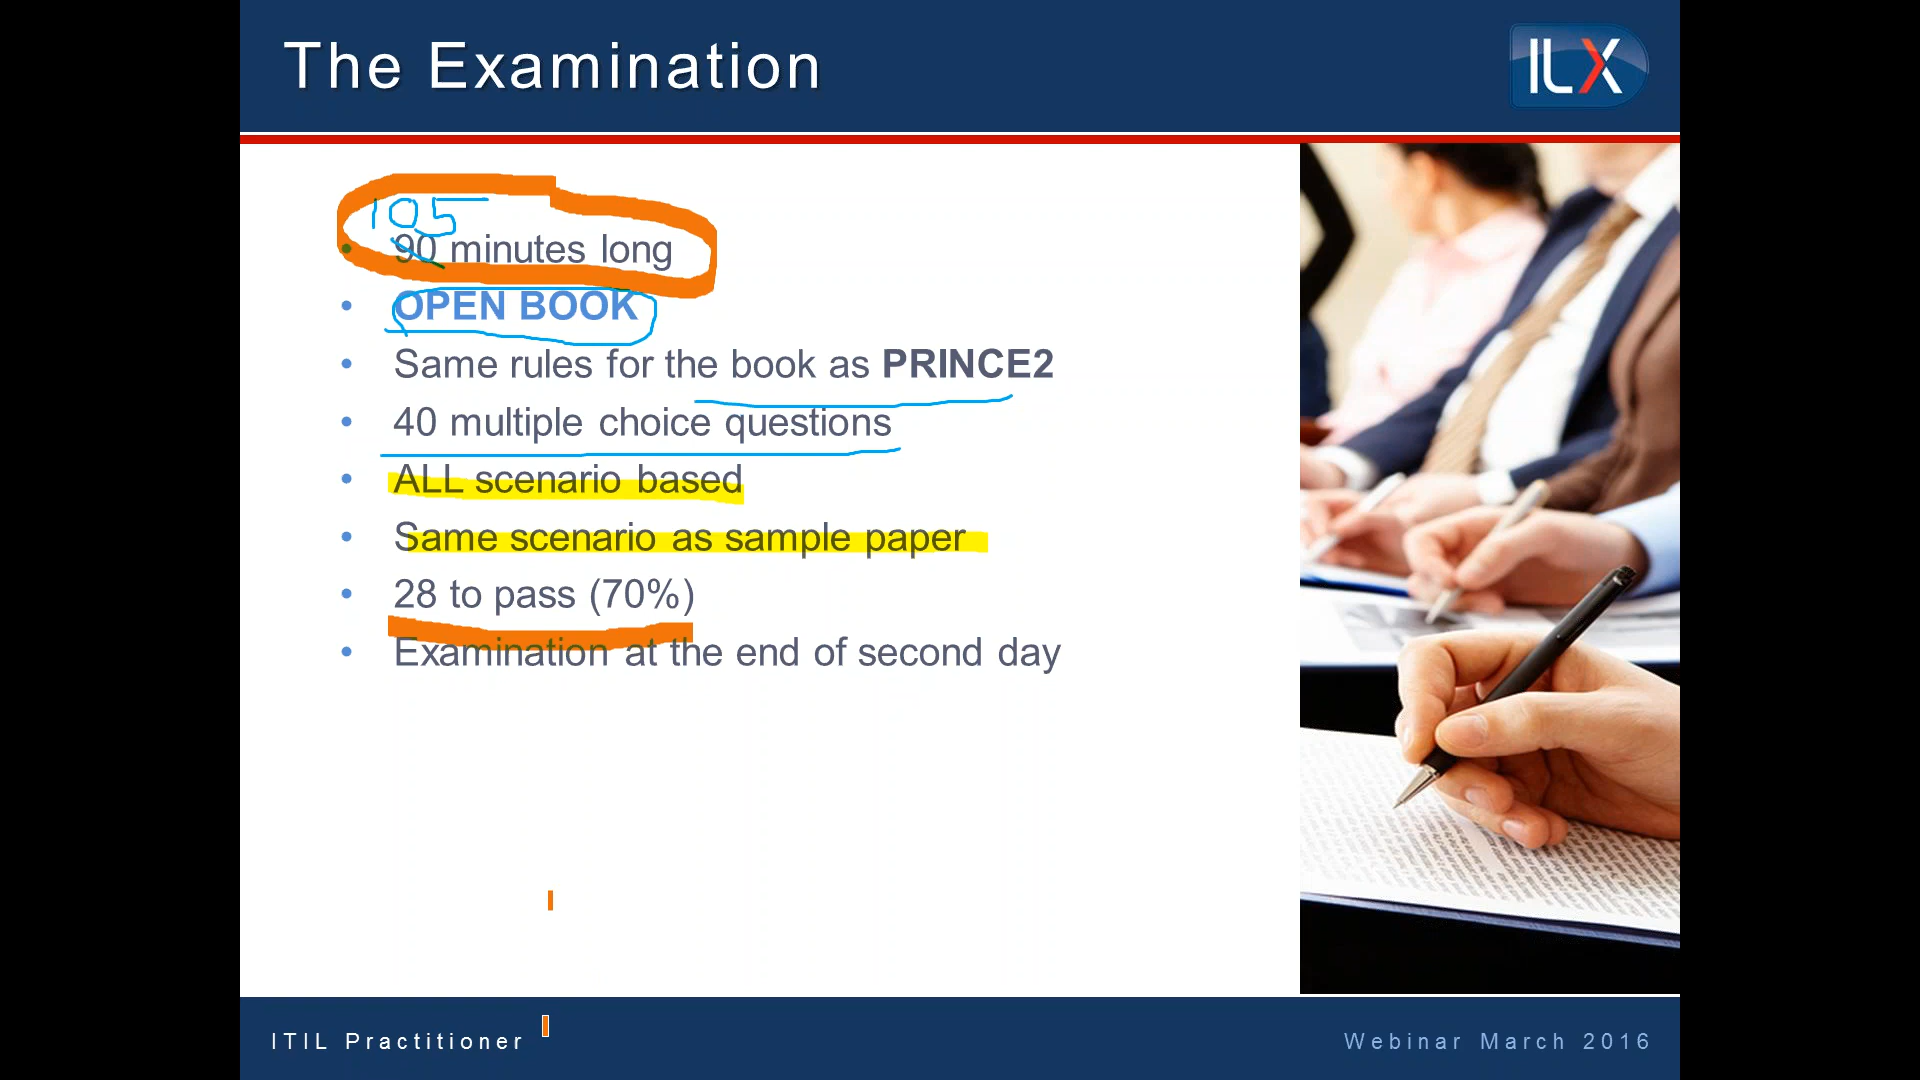 The Examination
ILX
105
90 minutes long
OPEN BOOK
Same rules for the book as PRINCE2
40 multiple choice questions
ALL scenario based
Same scenario as sample paper
28 to pass (70%)
Examination at the end of second day
ITIL Practitioner
Webinar March 2016